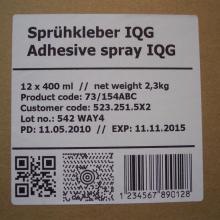 Sprühkleber IQG
Adhesive spray IQG
12 x 400 ml // net weight 2,3kg
Product code: 73/154ABC
Customer code: 523.251.5X2
Lot no.: 542 WAY4
PD: 11.05.2010 // EXP: 11.11.2015
1 234567 890128